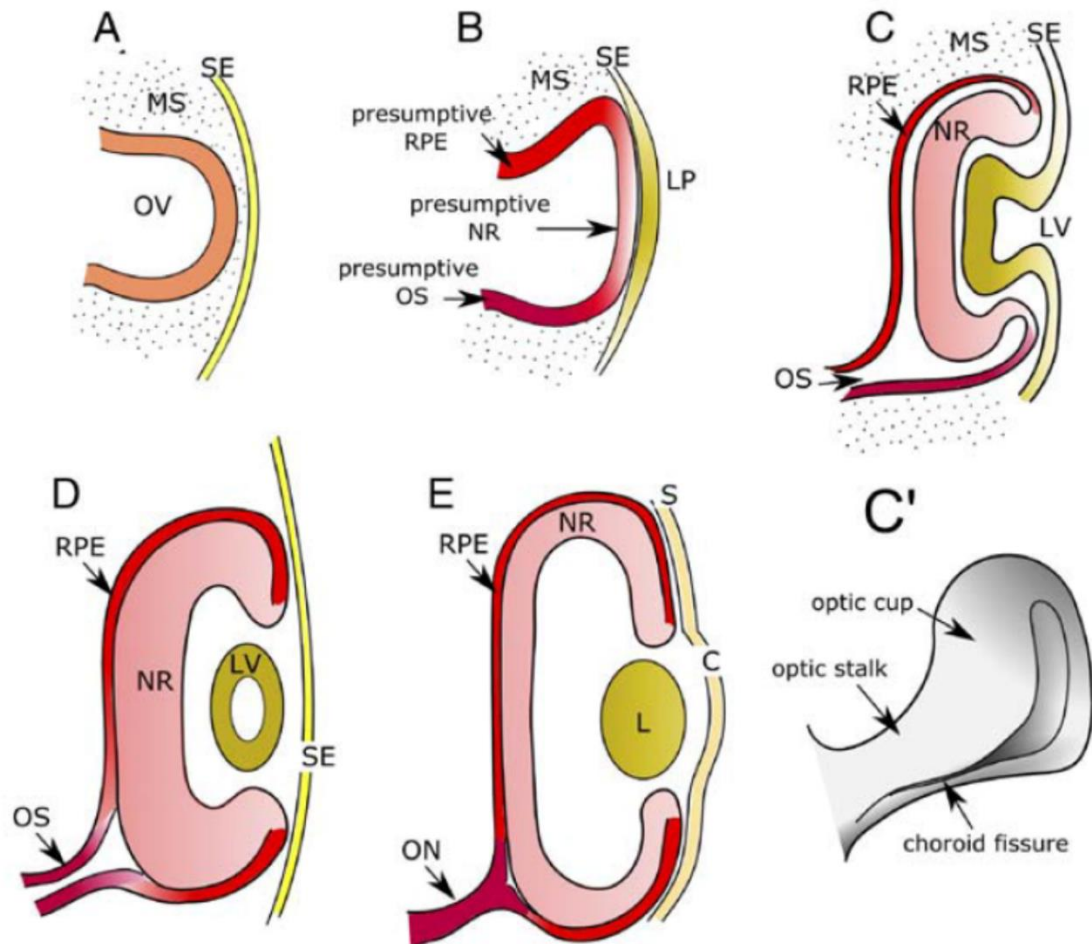 A
SE
MS
OV
B
SE
MS
presumptive
RPE
LP
presumptive
NR
presumptive
OS
C
SE
MS
RPE
NR
LV
OS
D
RPE
NR
LV
SE
OS
E
S
NR
RPE
C
L
ON
C'
optic cup
optic stalk
choroid fissure